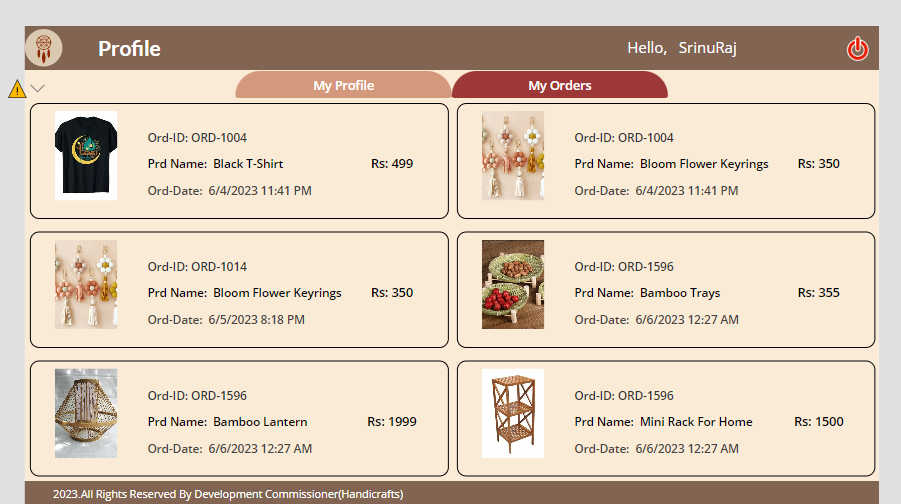 Profile
Hello, SrinuRaj
My Profile
My Orders
Ord-ID: ORD-1004
Prd Name: Black T-Shirt Rs: 499
Ord-Date: 6/4/2023 11:41 PM
Ord-ID: ORD-1004
Prd Name: Bloom Flower Keyrings Rs: 350
Ord-Date: 6/4/2023 11:41 PM
Ord-ID: ORD-1014
Prd Name: Bloom Flower Keyrings Rs: 350
Ord-Date: 6/5/2023 8:18 PM
Ord-ID: ORD-1596
Prd Name: Bamboo Trays Rs: 355
Ord-Date: 6/6/2023 12:27 AM
Ord-ID: ORD-1596
Prd Name: Bamboo Lantern Rs: 1999
Ord-Date: 6/6/2023 12:27 AM
Ord-ID: ORD-1596
Prd Name: Mini Rack For Home Rs: 1500
Ord-Date: 6/6/2023 12:27 AM
2023.All Rights Reserved By Development Commissioner(Handicrafts)